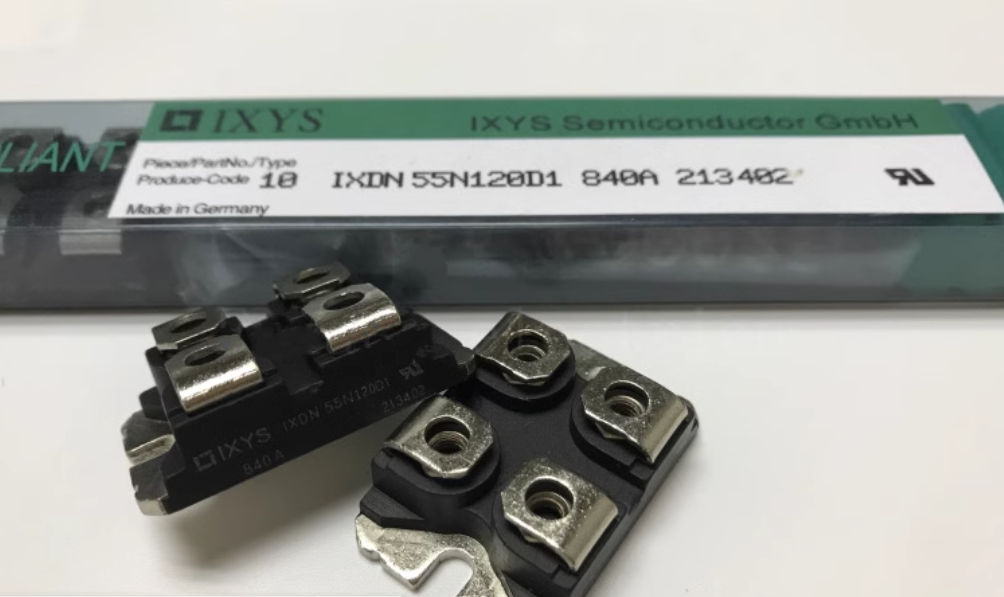 IXYS IXYS Semiconductor GmbH
LIANT
Piece/PartNo./Type
Produce-Code 10 IXDN 55N120D1 840A 213402
Made in Germany
IXYS IXDN 55N120D1
840A 213402